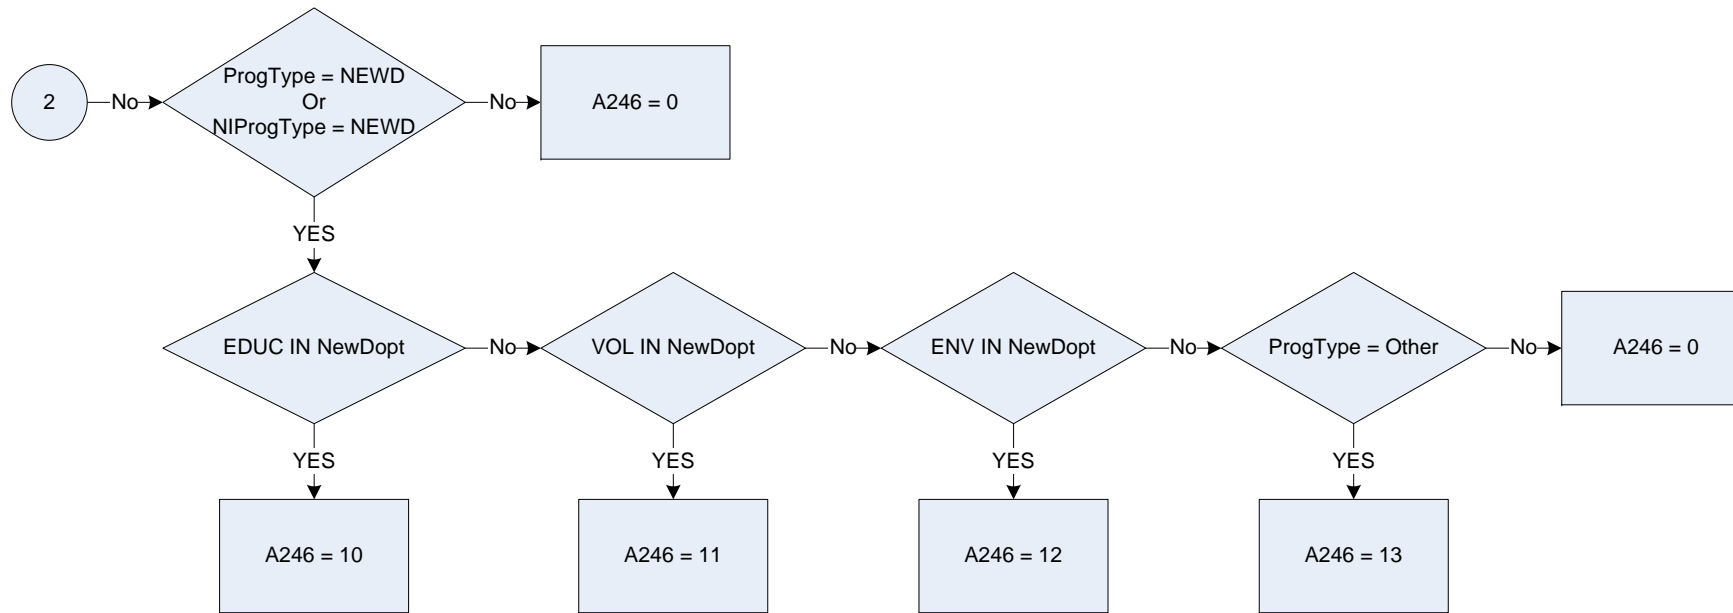 2
No
ProgType = NEWD
Or
NIProgType = NEWD
No
A246 = 0
YES
EDUC IN NewDopt
No
VOL IN NewDopt
No
ENV IN NewDopt
No
ProgType = Other
No
A246 = 0
YES
YES
YES
YES
A246 = 10
A246 = 11
A246 = 12
A246 = 13